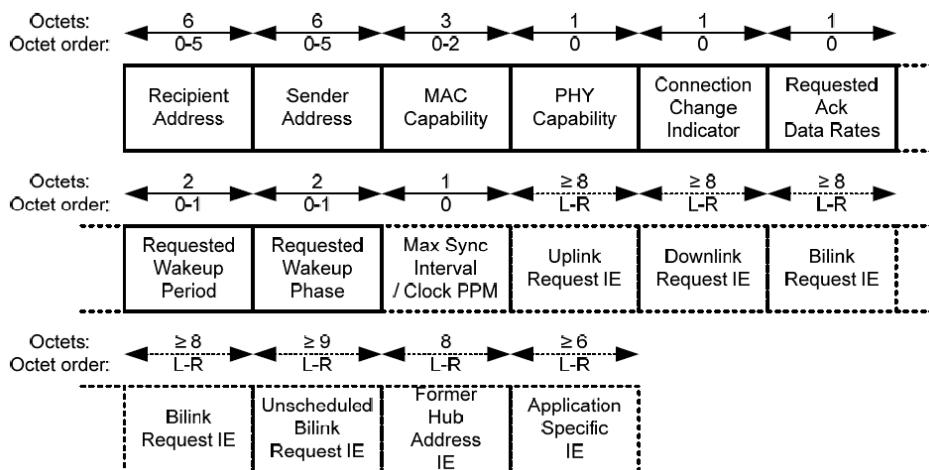 Octets: 6 6 3 1 1 1
Octet order: 0-5 0-5 0-2 0 0 0
Recipient Address
Sender Address
MAC Capability
PHY Capability
Connection Change Indicator
Requested Ack Data Rates
Octets: 2 2 1 ≥ 8 ≥ 8 ≥ 8
Octet order: 0-1 0-1 0 L-R L-R L-R
Requested Wakeup Period
Requested Wakeup Phase
Max Sync Interval / Clock PPM
Uplink Request IE
Downlink Request IE
Bilink Request IE
Octets: ≥ 8 ≥ 9 8 ≥ 6
Octet order: L-R L-R L-R L-R
Bilink Request IE
Unscheduled Bilink Request IE
Former Hub Address IE
Application Specific IE